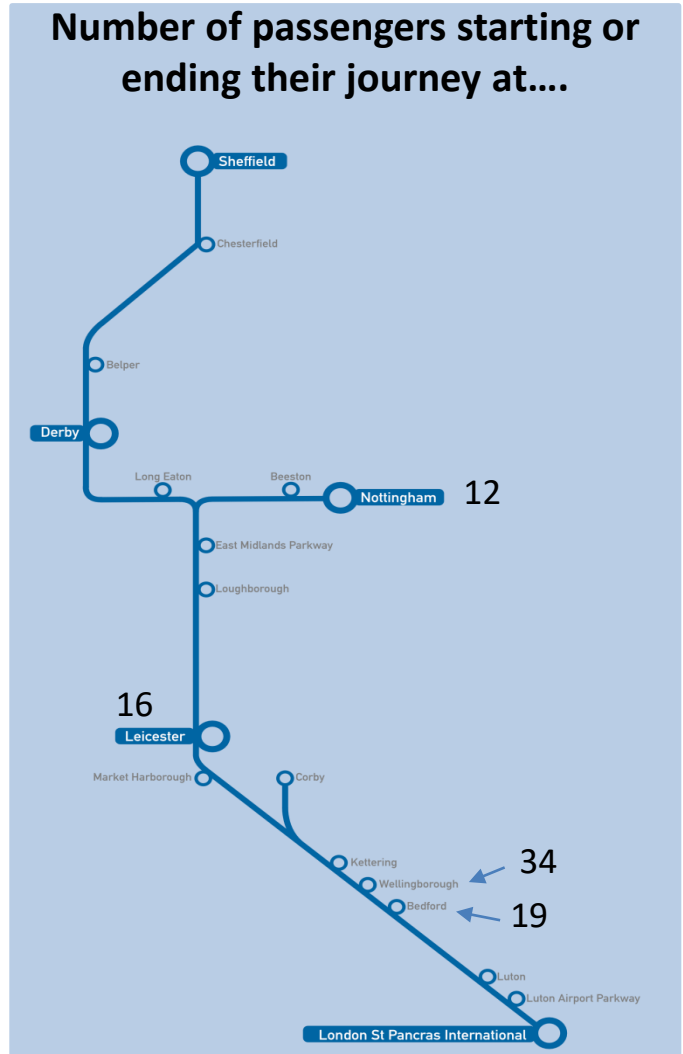 Number of passengers starting or
ending their journey at....
Sheffield
Chesterfield
Belper
Derby
Long Eaton
Beeston
Nottingham 12
East Midlands Parkway
Loughborough
16
Leicester
Market Harborough
Corby
Kettering
34
Wellingborough
Bedford
19
Luton
Luton Airport Parkway
London St Pancras International